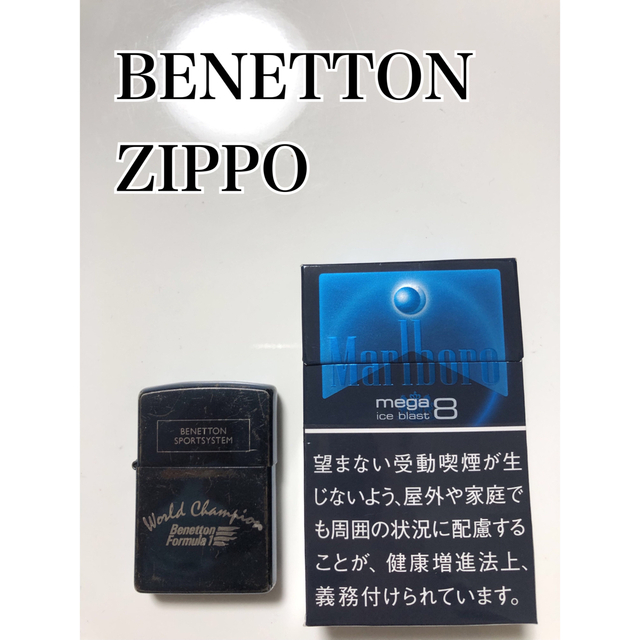 BENETTON
ZIPPO
Marlboro
mega 8
ice blast
BENETTON
SPORTSYSTEM
World Champion
Benetton
Formula 1
望まない受動喫煙が生
じないよう、屋外や家庭で
も周囲の状況に配慮する
ことが、健康増進法上、
義務付けられています。